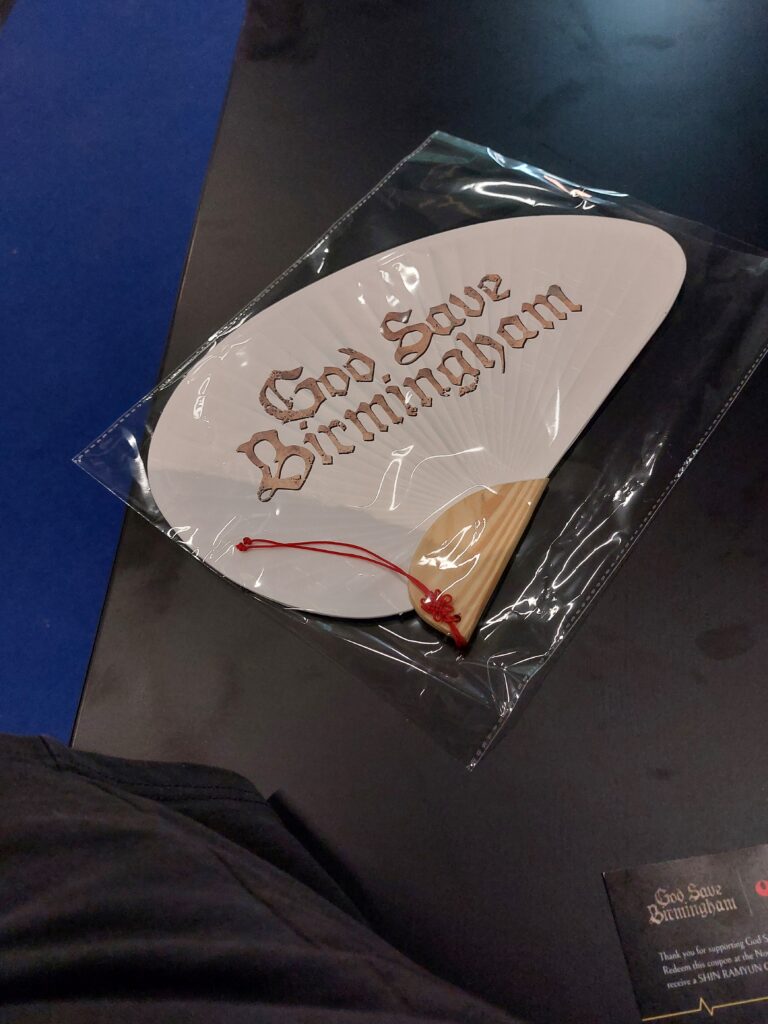 God Save
Birmingham
God Save
Birmingham
Thank you for supporting God
Redeem this coupon at the
receive a SHIN RAMYUN